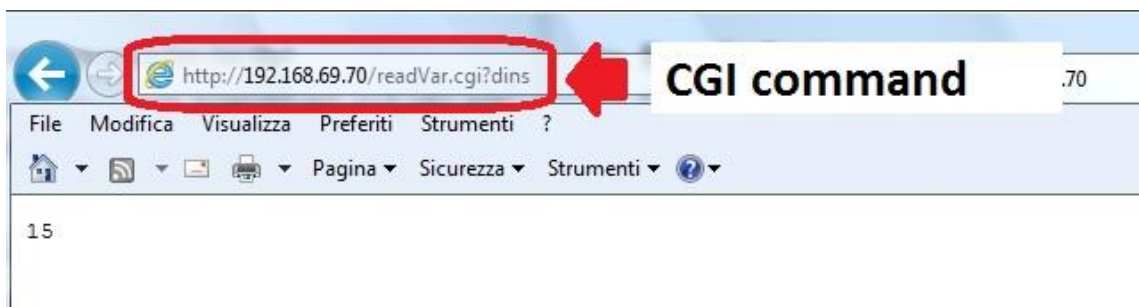 http://192.168.69.70/readVar.cgi?dins
CGI command
.70
File Modifica Visualizza Preferiti Strumenti ?
Pagina Sicurezza Strumenti
15